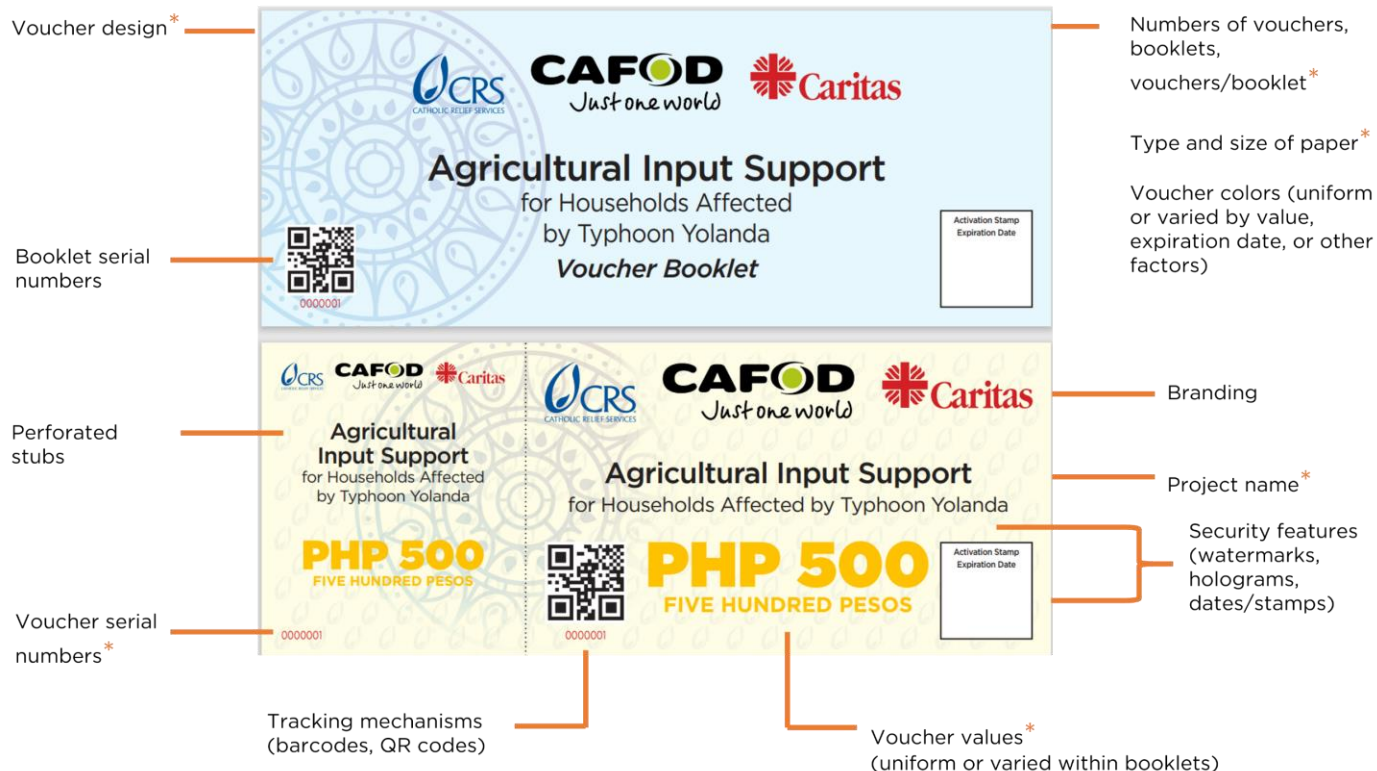 Voucher design*
Booklet serial
numbers
Perforated
stubs
Voucher serial
numbers*
CRS
CATHOLIC RELIEF SERVICES
CAFOD
Just one world
Caritas
Agricultural Input Support
for Households Affected
by Typhoon Yolanda
Voucher Booklet
0000001
Activation Stamp
Expiration Date
CRS
CATHOLIC RELIEF SERVICES
CAFOD
Just one world
Caritas
Agricultural
Input Support
for Households Affected
by Typhoon Yolanda
PHP 500
FIVE HUNDRED PESOS
0000001
CRS
CATHOLIC RELIEF SERVICES
CAFOD
Just one world
Caritas
Agricultural Input Support
for Households Affected by Typhoon Yolanda
PHP 500
FIVE HUNDRED PESOS
0000001
Activation Stamp
Expiration Date
Numbers of vouchers,
booklets,
vouchers/booklet*
Type and size of paper*
Voucher colors (uniform
or varied by value,
expiration date, or other
factors)
Branding
Project name*
Security features
(watermarks,
holograms,
dates/stamps)
Tracking mechanisms
(barcodes, QR codes)
Voucher values*
(uniform or varied within booklets)